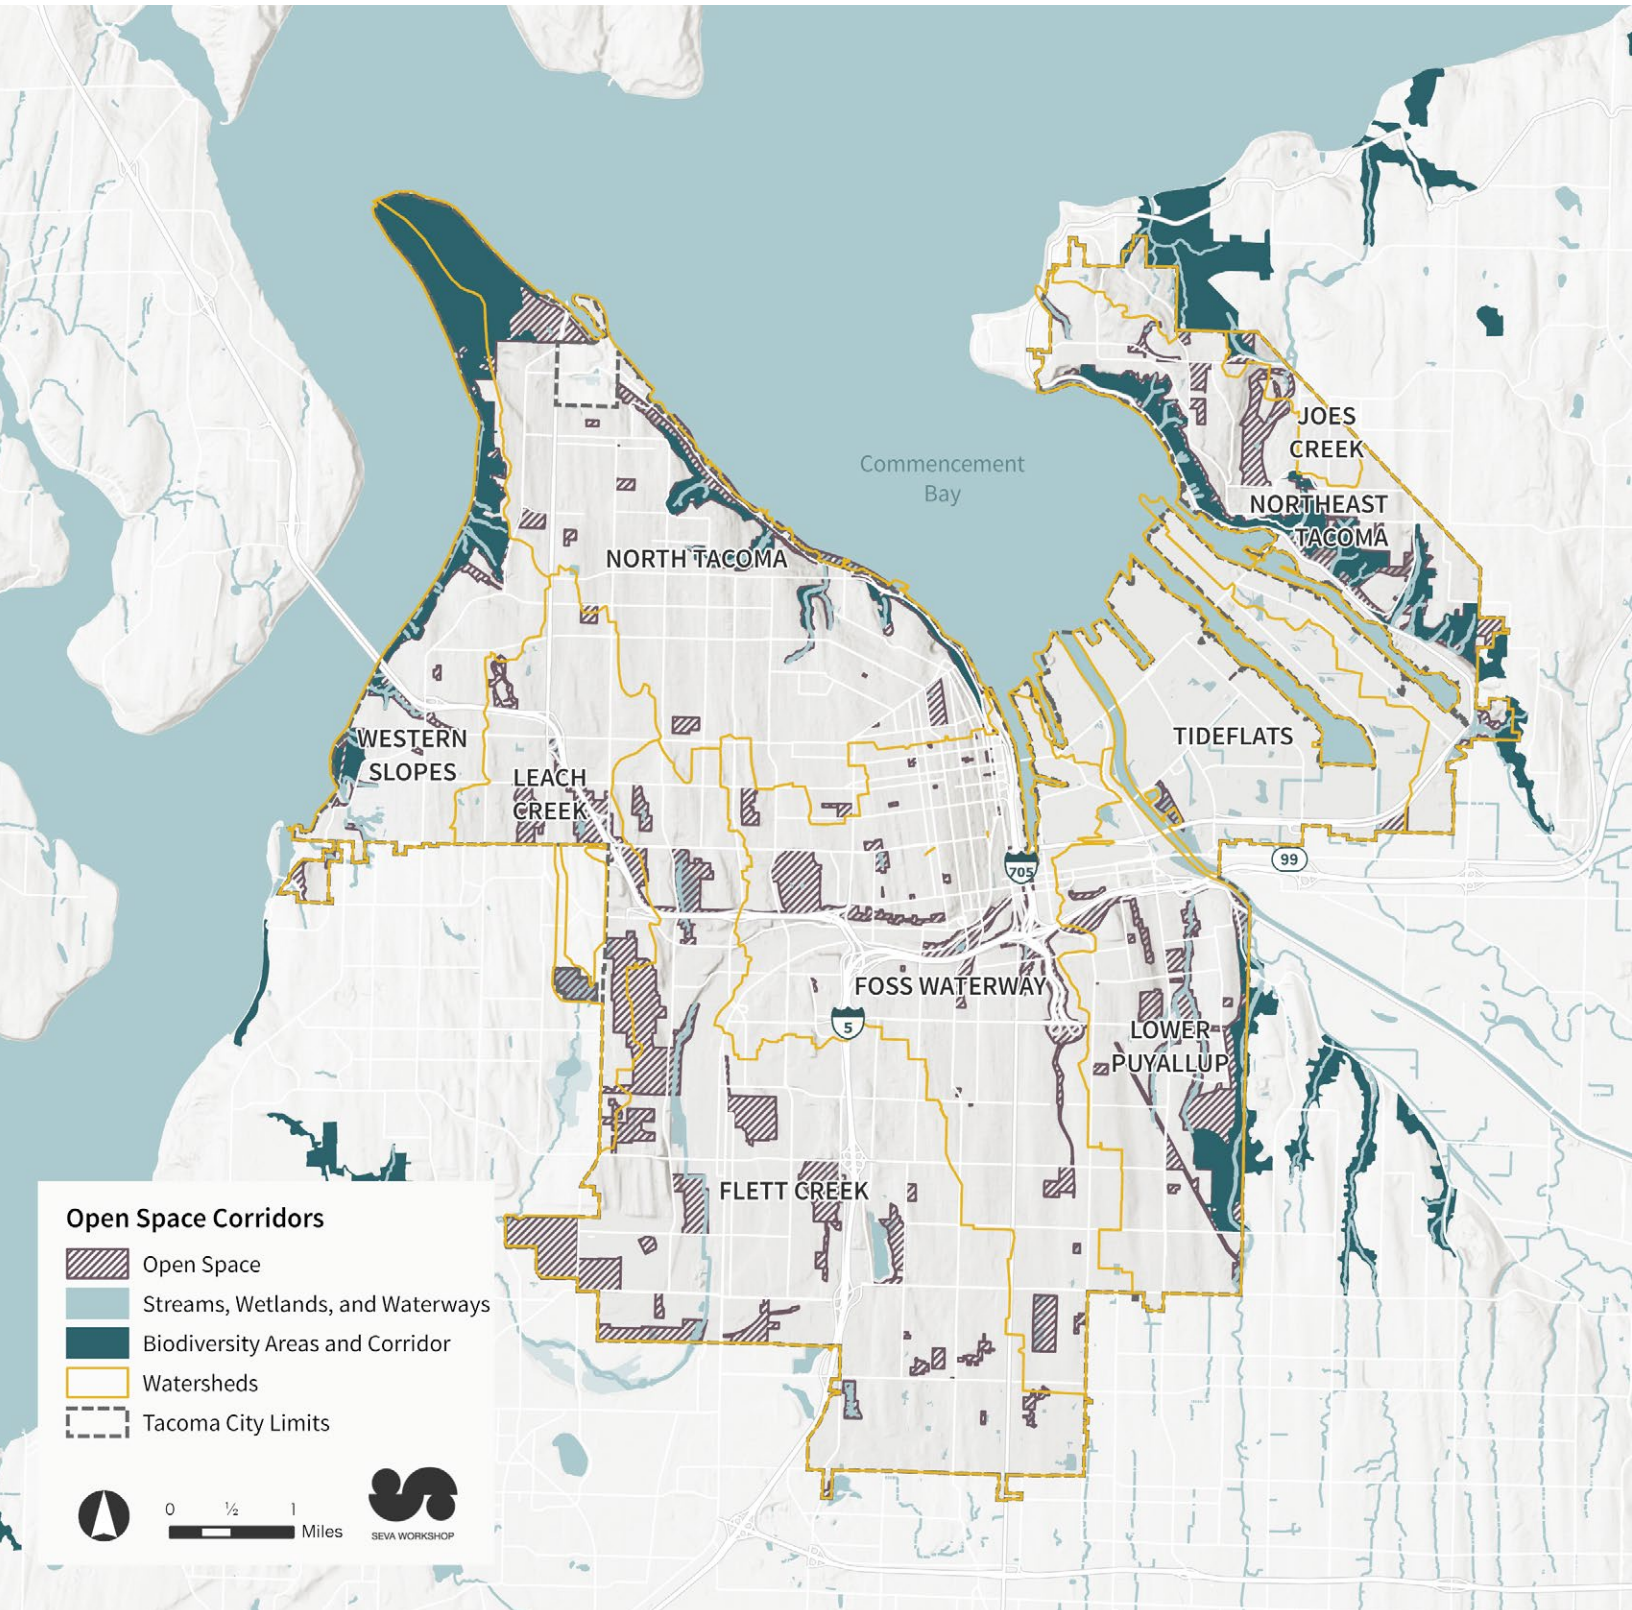 JOES
CREEK
Commencement
Bay
NORTHEAST
TACOMA
NORTH TACOMA
WESTERN
SLOPES
TIDEFLATS
LEACH
CREEK
705
99
FOSS WATERWAY
5
LOWER
PUYALLUP
FLETT CREEK
Open Space Corridors
Open Space
Streams, Wetlands, and Waterways
Biodiversity Areas and Corridor
Watersheds
Tacoma City Limits
0 ½ 1
Miles
SEVA WORKSHOP